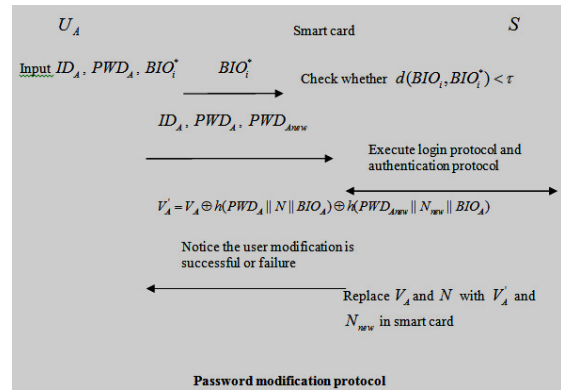 U_A Smart card S
Input ID_A, PWD_A, BIO_i^* BIO_i^* Check whether d(BIO_i, BIO_i^*) < τ
ID_A, PWD_A, PWD_Anew
Execute login protocol and
authentication protocol
V_A^' = V_A ⊕ h(PWD_A || N || BIO_A) ⊕ h(PWD_Anew || N_new || BIO_A)
Notice the user modification is
successful or failure
Replace V_A and N with V_A^' and
N_new in smart card
Password modification protocol